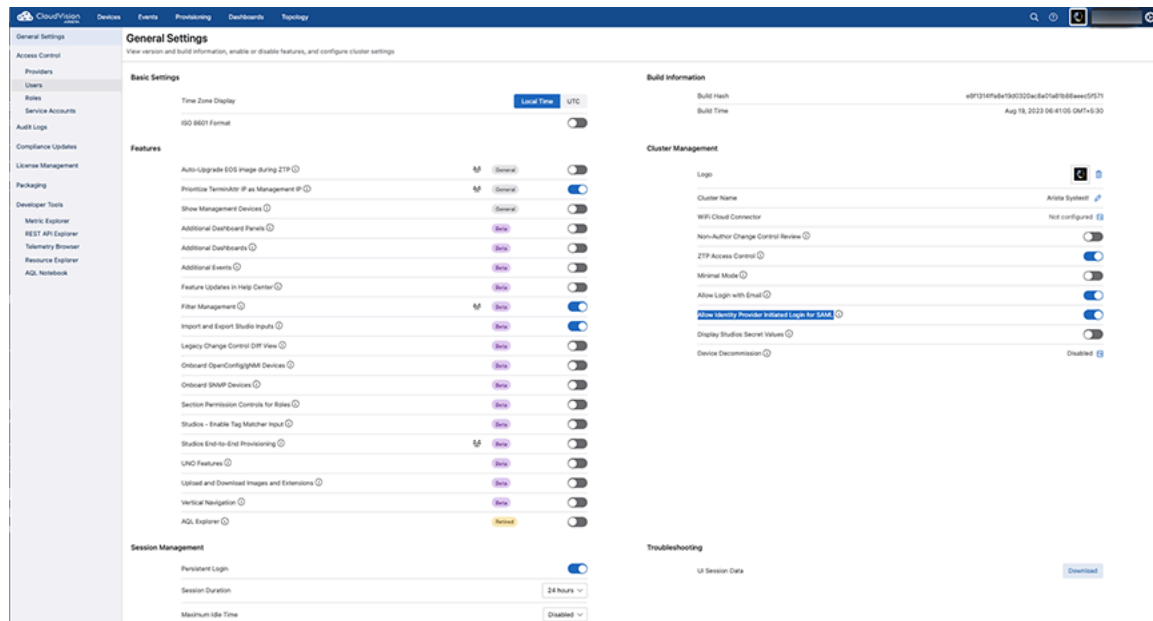 CloudVision
ARISTA
Devices
Events
Provisioning
Dashboards
Topology
General Settings
Access Control
Providers
Users
Roles
Service Accounts
Audit Logs
Compliance Updates
License Management
Packaging
Developer Tools
Metric Explorer
REST API Explorer
Telemetry Browser
Resource Explorer
AQL Notebook
General Settings
View version and build information, enable or disable features, and configure cluster settings
Basic Settings
Time Zone Display Local Time UTC
ISO 8601 Format
Features
Auto-Upgrade EOS image during ZTP General
Prioritize TerminAttr IP as Management IP General
Show Management Devices General
Additional Dashboard Panels Beta
Additional Dashboards Beta
Additional Events Beta
Feature Updates in Help Center Beta
Filter Management Beta
Import and Export Studio Inputs Beta
Legacy Change Control Diff View Beta
Onboard OpenConfig/gNMI Devices Beta
Onboard SNMP Devices Beta
Section Permission Controls for Roles Beta
Studios - Enable Tag Matcher Input Beta
Studios End-to-End Provisioning Beta
UNO Features Beta
Upload and Download Images and Extensions Beta
Vertical Navigation Beta
AQL Explorer Retired
Session Management
Persistent Login
Session Duration 24 hours
Maximum Idle Time Disabled
Build Information
Build Hash
Build Time Aug 19, 2023 06:41:05 GMT+5:30
Cluster Management
Logo
Cluster Name Arista Systest!
WiFi Cloud Connector Not configured
Non-Author Change Control Review
ZTP Access Control
Minimal Mode
Allow Login with Email
Allow Identity Provider Initiated Login for SAML
Display Studios Secret Values
Device Decommission Disabled
Troubleshooting
UI Session Data Download